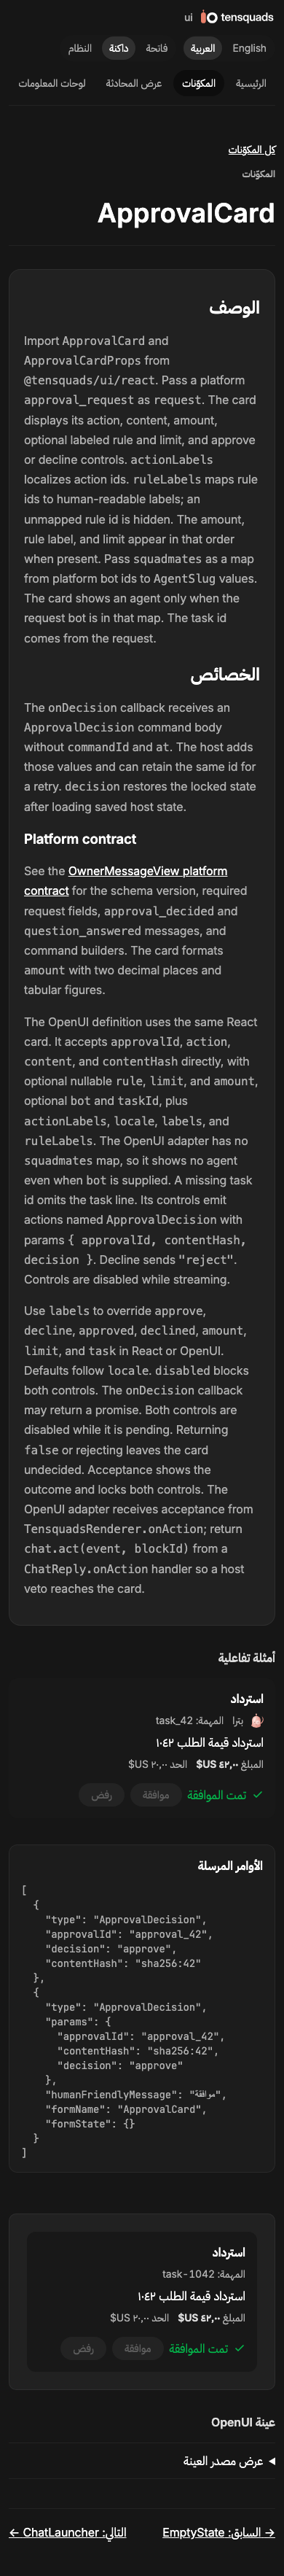 tensquads ui
English العربية فاتحة داكنة النظام
الرئيسية المكوّنات عرض المحادثة لوحات المعلومات
كل المكوّنات
المكوّنات
ApprovalCard
الوصف
Import ApprovalCard and
ApprovalCardProps from
@tensquads/ui/react. Pass a platform
approval_request as request. The card
displays its action, content, amount,
optional labeled rule and limit, and approve
or decline controls. actionLabels
localizes action ids. ruleLabels maps rule
ids to human-readable labels; an
unmapped rule id is hidden. The amount,
rule label, and limit appear in that order
when present. Pass squadmates as a map
from platform bot ids to AgentSlug values.
The card shows an agent only when the
request bot is in that map. The task id
comes from the request.
الخصائص
The onDecision callback receives an
ApprovalDecision command body
without commandId and at. The host adds
those values and can retain the same id for
a retry. decision restores the locked state
after loading saved host state.
Platform contract
See the OwnerMessageView platform
contract for the schema version, required
request fields, approval_decided and
question_answered messages, and
command builders. The card formats
amount with two decimal places and
tabular figures.
The OpenUI definition uses the same React
card. It accepts approvalId, action,
content, and contentHash directly, with
optional nullable rule, limit, and amount,
optional bot and taskId, plus
actionLabels, locale, labels, and
ruleLabels. The OpenUI adapter has no
squadmates map, so it shows no agent
even when bot is supplied. A missing task
id omits the task line. Its controls emit
actions named ApprovalDecision with
params { approvalId, contentHash,
decision }. Decline sends "reject".
Controls are disabled while streaming.
Use labels to override approve,
decline, approved, declined, amount,
limit, and task in React or OpenUI.
Defaults follow locale. disabled blocks
both controls. The onDecision callback
may return a promise. Both controls are
disabled while it is pending. Returning
false or rejecting leaves the card
undecided. Acceptance shows the
outcome and locks both controls. The
OpenUI adapter receives acceptance from
TensquadsRenderer.onAction; return
chat.act(event, blockId) from a
ChatReply.onAction handler so a host
veto reaches the card.
أمثلة تفاعلية
استرداد
بترا المهمة: task_42
استرداد قيمة الطلب ١٠٤٢
المبلغ ٤٢٫٠٠ US$ الحد ٢٠٫٠٠ US$
تمت الموافقة موافقة رفض
الأوامر المرسلة
[
{
"type": "ApprovalDecision",
"approvalId": "approval_42",
"decision": "approve",
"contentHash": "sha256:42"
},
{
"type": "ApprovalDecision",
"params": {
"approvalId": "approval_42",
"contentHash": "sha256:42",
"decision": "approve"
},
"humanFriendlyMessage": "موافقة",
"formName": "ApprovalCard",
"formState": {}
}
]
استرداد
المهمة: task-1042
استرداد قيمة الطلب ١٠٤٢
المبلغ ٤٢٫٠٠ US$ الحد ٢٠٫٠٠ US$
تمت الموافقة موافقة رفض
عينة OpenUI
عرض مصدر العينة
→ السابق: EmptyState التالي: ChatLauncher ←